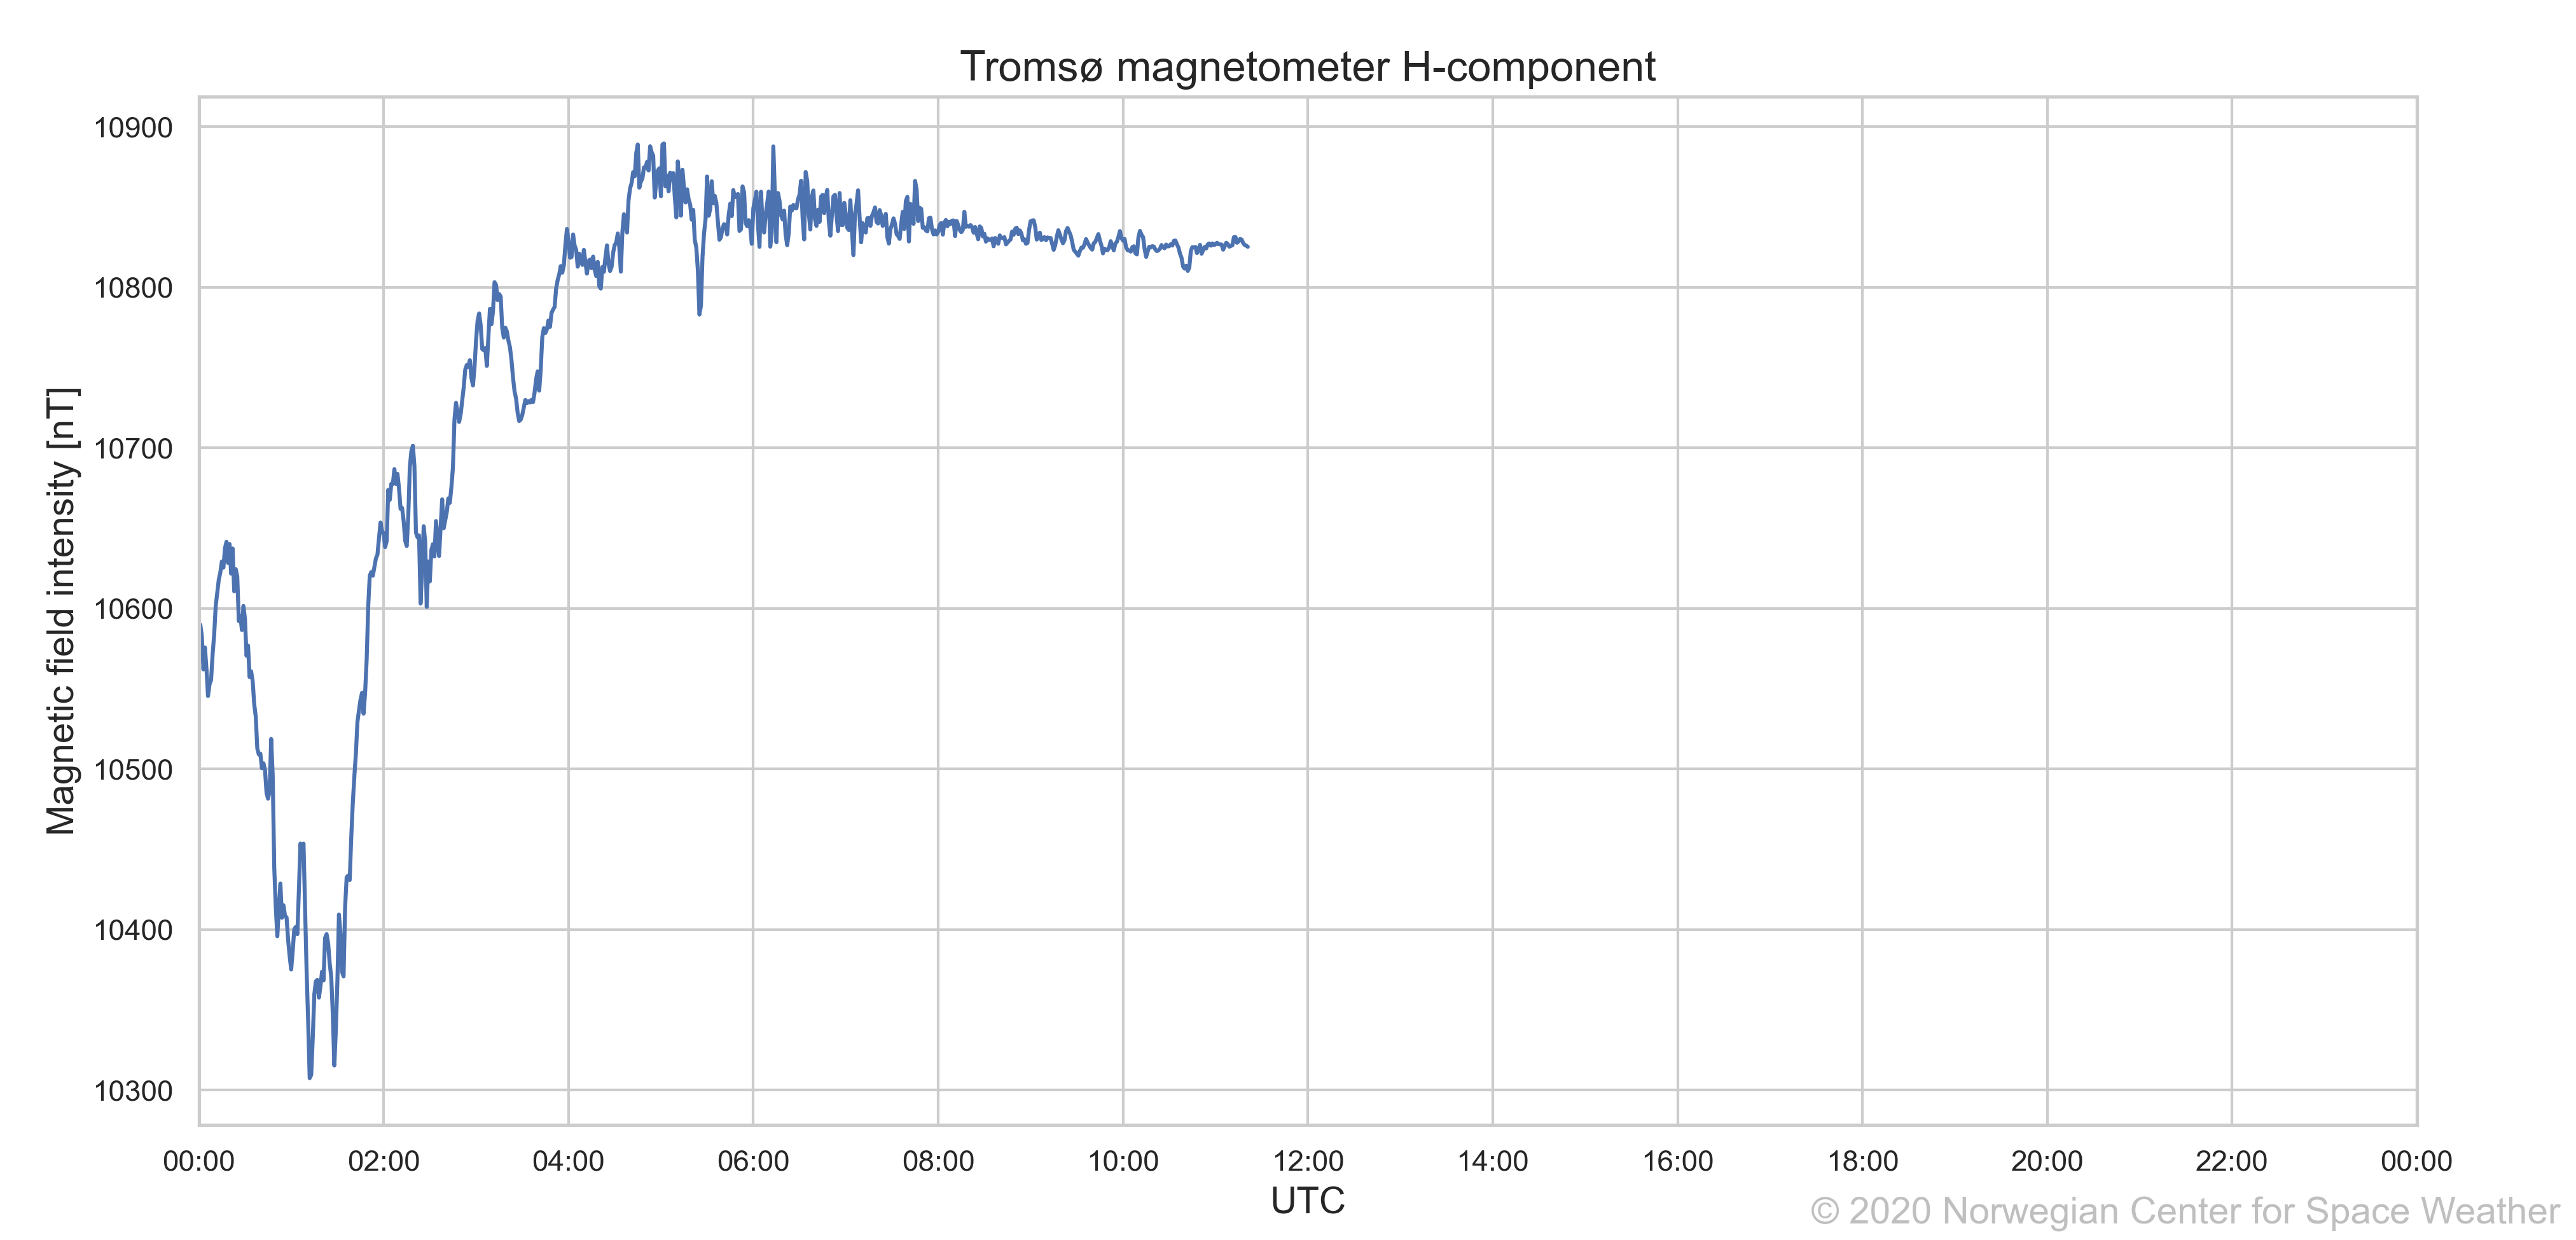 Tromsø magnetometer H-component
Magnetic field intensity [nT]
10900
10800
10700
10600
10500
10400
10300
00:00 02:00 04:00 06:00 08:00 10:00 12:00 14:00 16:00 18:00 20:00 22:00 00:00
UTC
© 2020 Norwegian Center for Space Weather